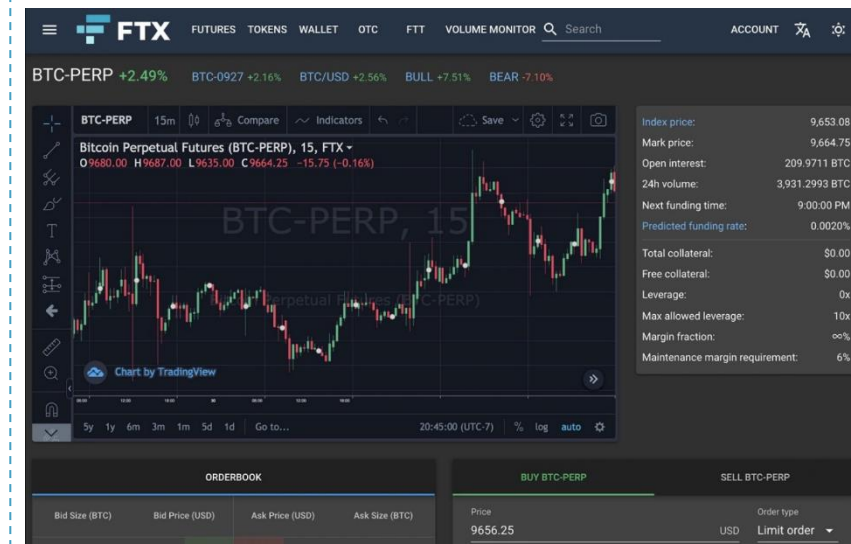 FTX FUTURES TOKENS WALLET OTC FTT VOLUME MONITOR Search ACCOUNT 文A
BTC-PERP +2.49% BTC-0927 +2.16% BTC/USD +2.56% BULL +7.51% BEAR -7.10%
BTC-PERP 15m Compare Indicators Save
Bitcoin Perpetual Futures (BTC-PERP), 15, FTX
O9680.00 H9687.00 L9635.00 C9664.25 -15.75 (-0.16%)
BTC-PERP, 15
Bitcoin Perpetual Futures (BTC-PERP)
Chart by TradingView
5y 1y 6m 3m 1m 5d 1d Go to... 20:45:00 (UTC-7) % log auto
Index price: 9,653.08
Mark price: 9,664.75
Open interest: 209.9711 BTC
24h volume: 3,931.2993 BTC
Next funding time: 9:00:00 PM
Predicted funding rate: 0.0020%
Total collateral: $0.00
Free collateral: $0.00
Leverage: 0x
Max allowed leverage: 10x
Margin fraction: ∞%
Maintenance margin requirement: 6%
ORDERBOOK
Bid Size (BTC) Bid Price (USD) Ask Price (USD) Ask Size (BTC)
BUY BTC-PERP SELL BTC-PERP
Price Order type
9656.25 USD Limit order